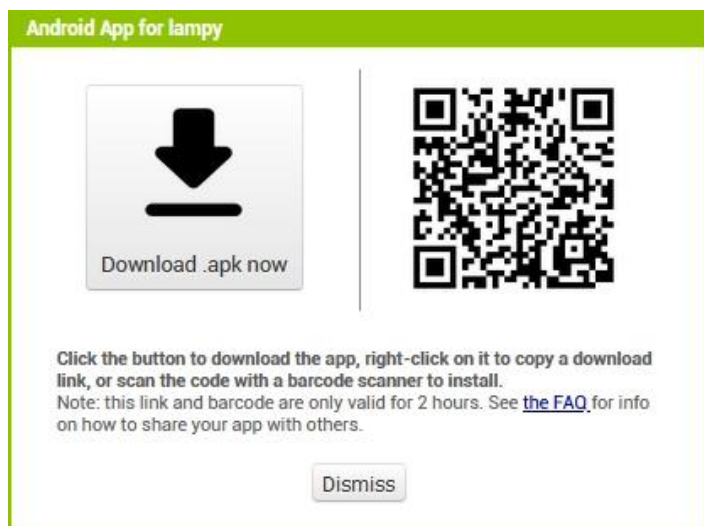 Android App for lampy
Download .apk now
Click the button to download the app, right-click on it to copy a download
link, or scan the code with a barcode scanner to install.
Note: this link and barcode are only valid for 2 hours. See the FAQ for info
on how to share your app with others.
Dismiss